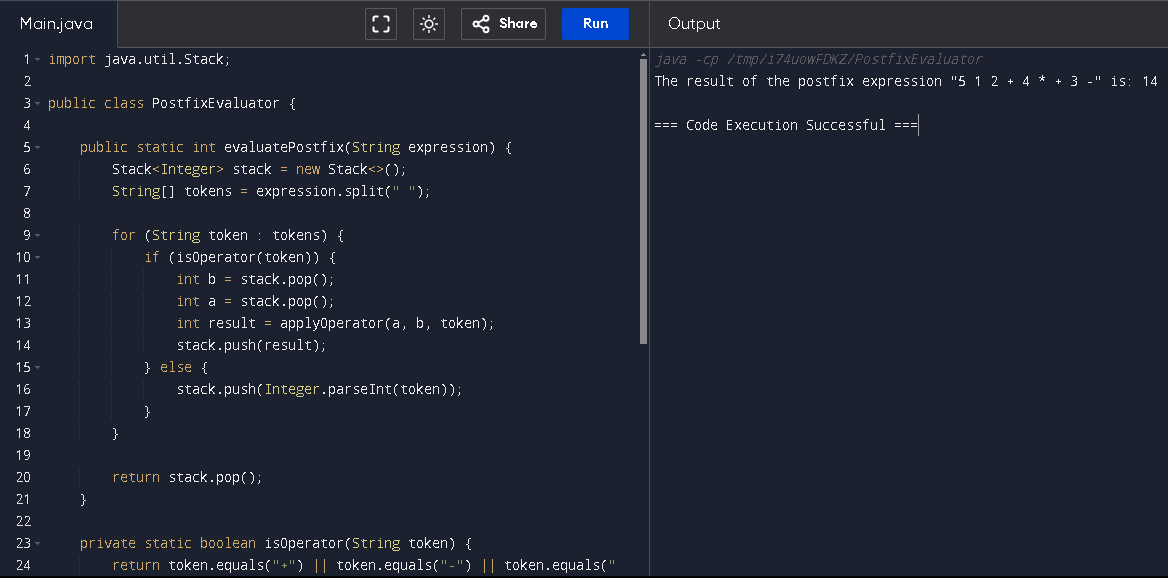 Main.java
Share
Run
Output
1 import java.util.Stack;
2
3 public class PostfixEvaluator {
4
5     public static int evaluatePostfix(String expression) {
6         Stack<Integer> stack = new Stack<>();
7         String[] tokens = expression.split(" ");
8
9         for (String token : tokens) {
10             if (isOperator(token)) {
11                 int b = stack.pop();
12                 int a = stack.pop();
13                 int result = applyOperator(a, b, token);
14                 stack.push(result);
15             } else {
16                 stack.push(Integer.parseInt(token));
17             }
18         }
19
20         return stack.pop();
21     }
22
23     private static boolean isOperator(String token) {
24         return token.equals("+") || token.equals("-") || token.equals("
java -cp /tmp/i74uowFDKZ/PostfixEvaluator
The result of the postfix expression "5 1 2 + 4 * + 3 -" is: 14
=== Code Execution Successful ===